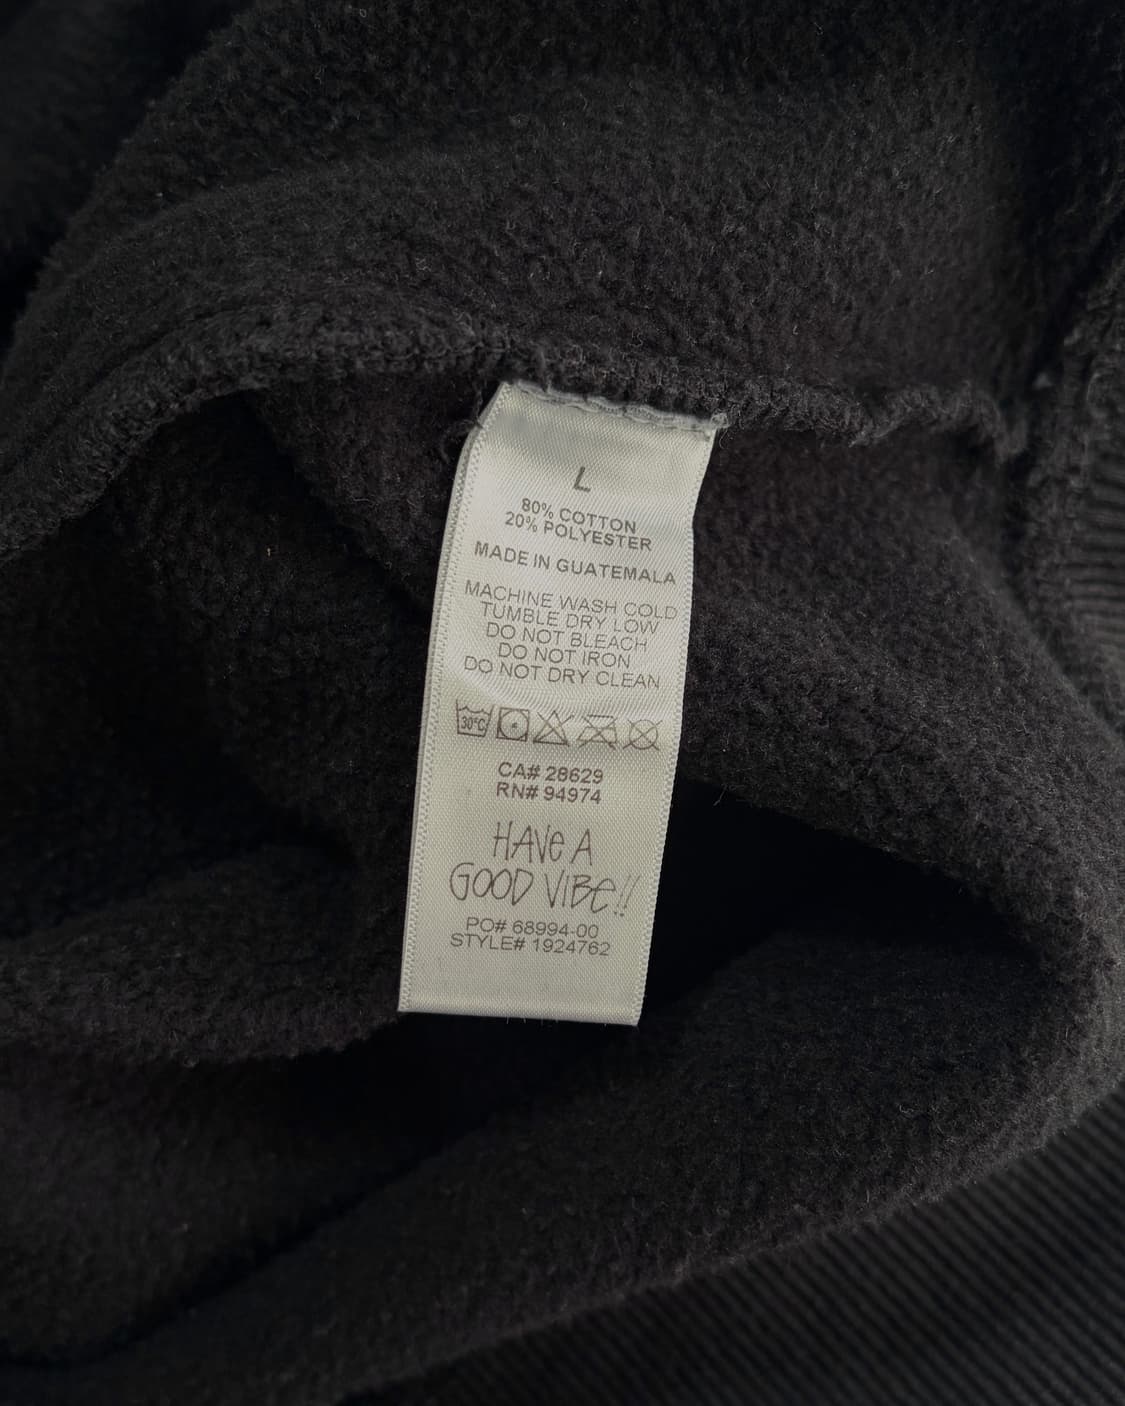 L
80% COTTON
20% POLYESTER
MADE IN GUATEMALA
MACHINE WASH COLD
TUMBLE DRY LOW
DO NOT BLEACH
DO NOT IRON
DO NOT DRY CLEAN
30°C
CA# 28629
RN# 94974
HAVe A
GOOD VIBe!!
PO# 68994-00
STYLE# 1924762